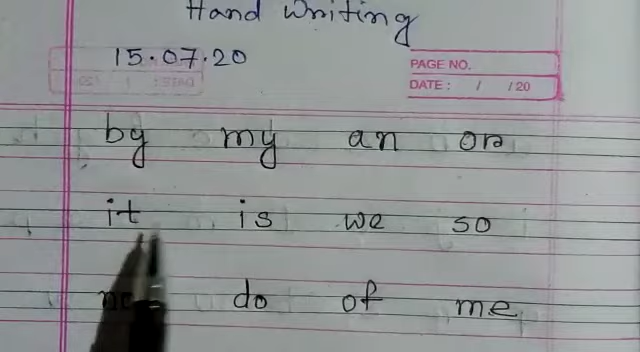 Hand Writing
15.07.20
PAGE NO.
DATE: / /20
by my an or
it is we so
do of me